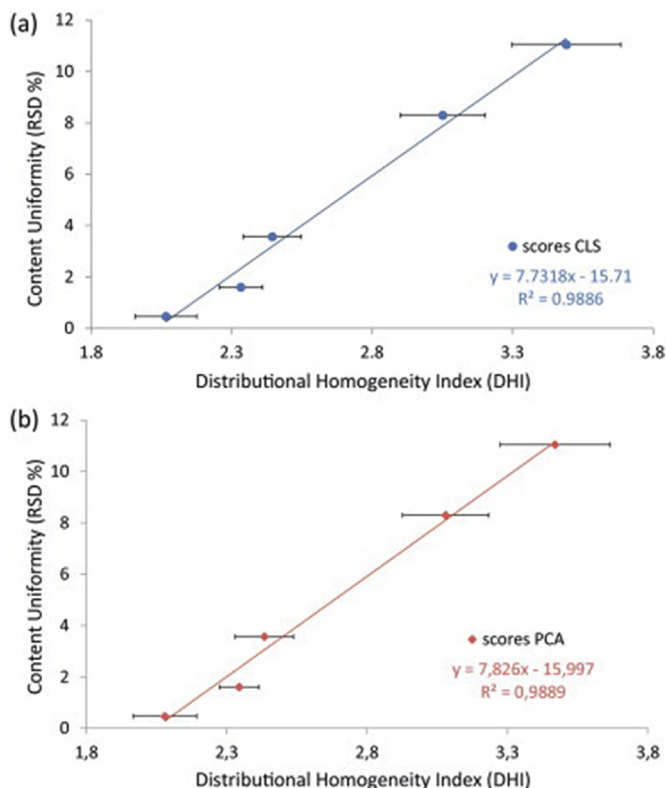 (a)
Content Uniformity (RSD %)
12
10
8
6
4
2
0
1.8
2.3
2.8
3.3
3.8
Distributional Homogeneity Index (DHI)
scores CLS
y = 7.7318x - 15.71
R² = 0.9886
(b)
Content Uniformity (RSD %)
12
10
8
6
4
2
0
1,8
2,3
2,8
3,3
3,8
Distributional Homogeneity Index (DHI)
scores PCA
y = 7,826x - 15,997
R² = 0,9889